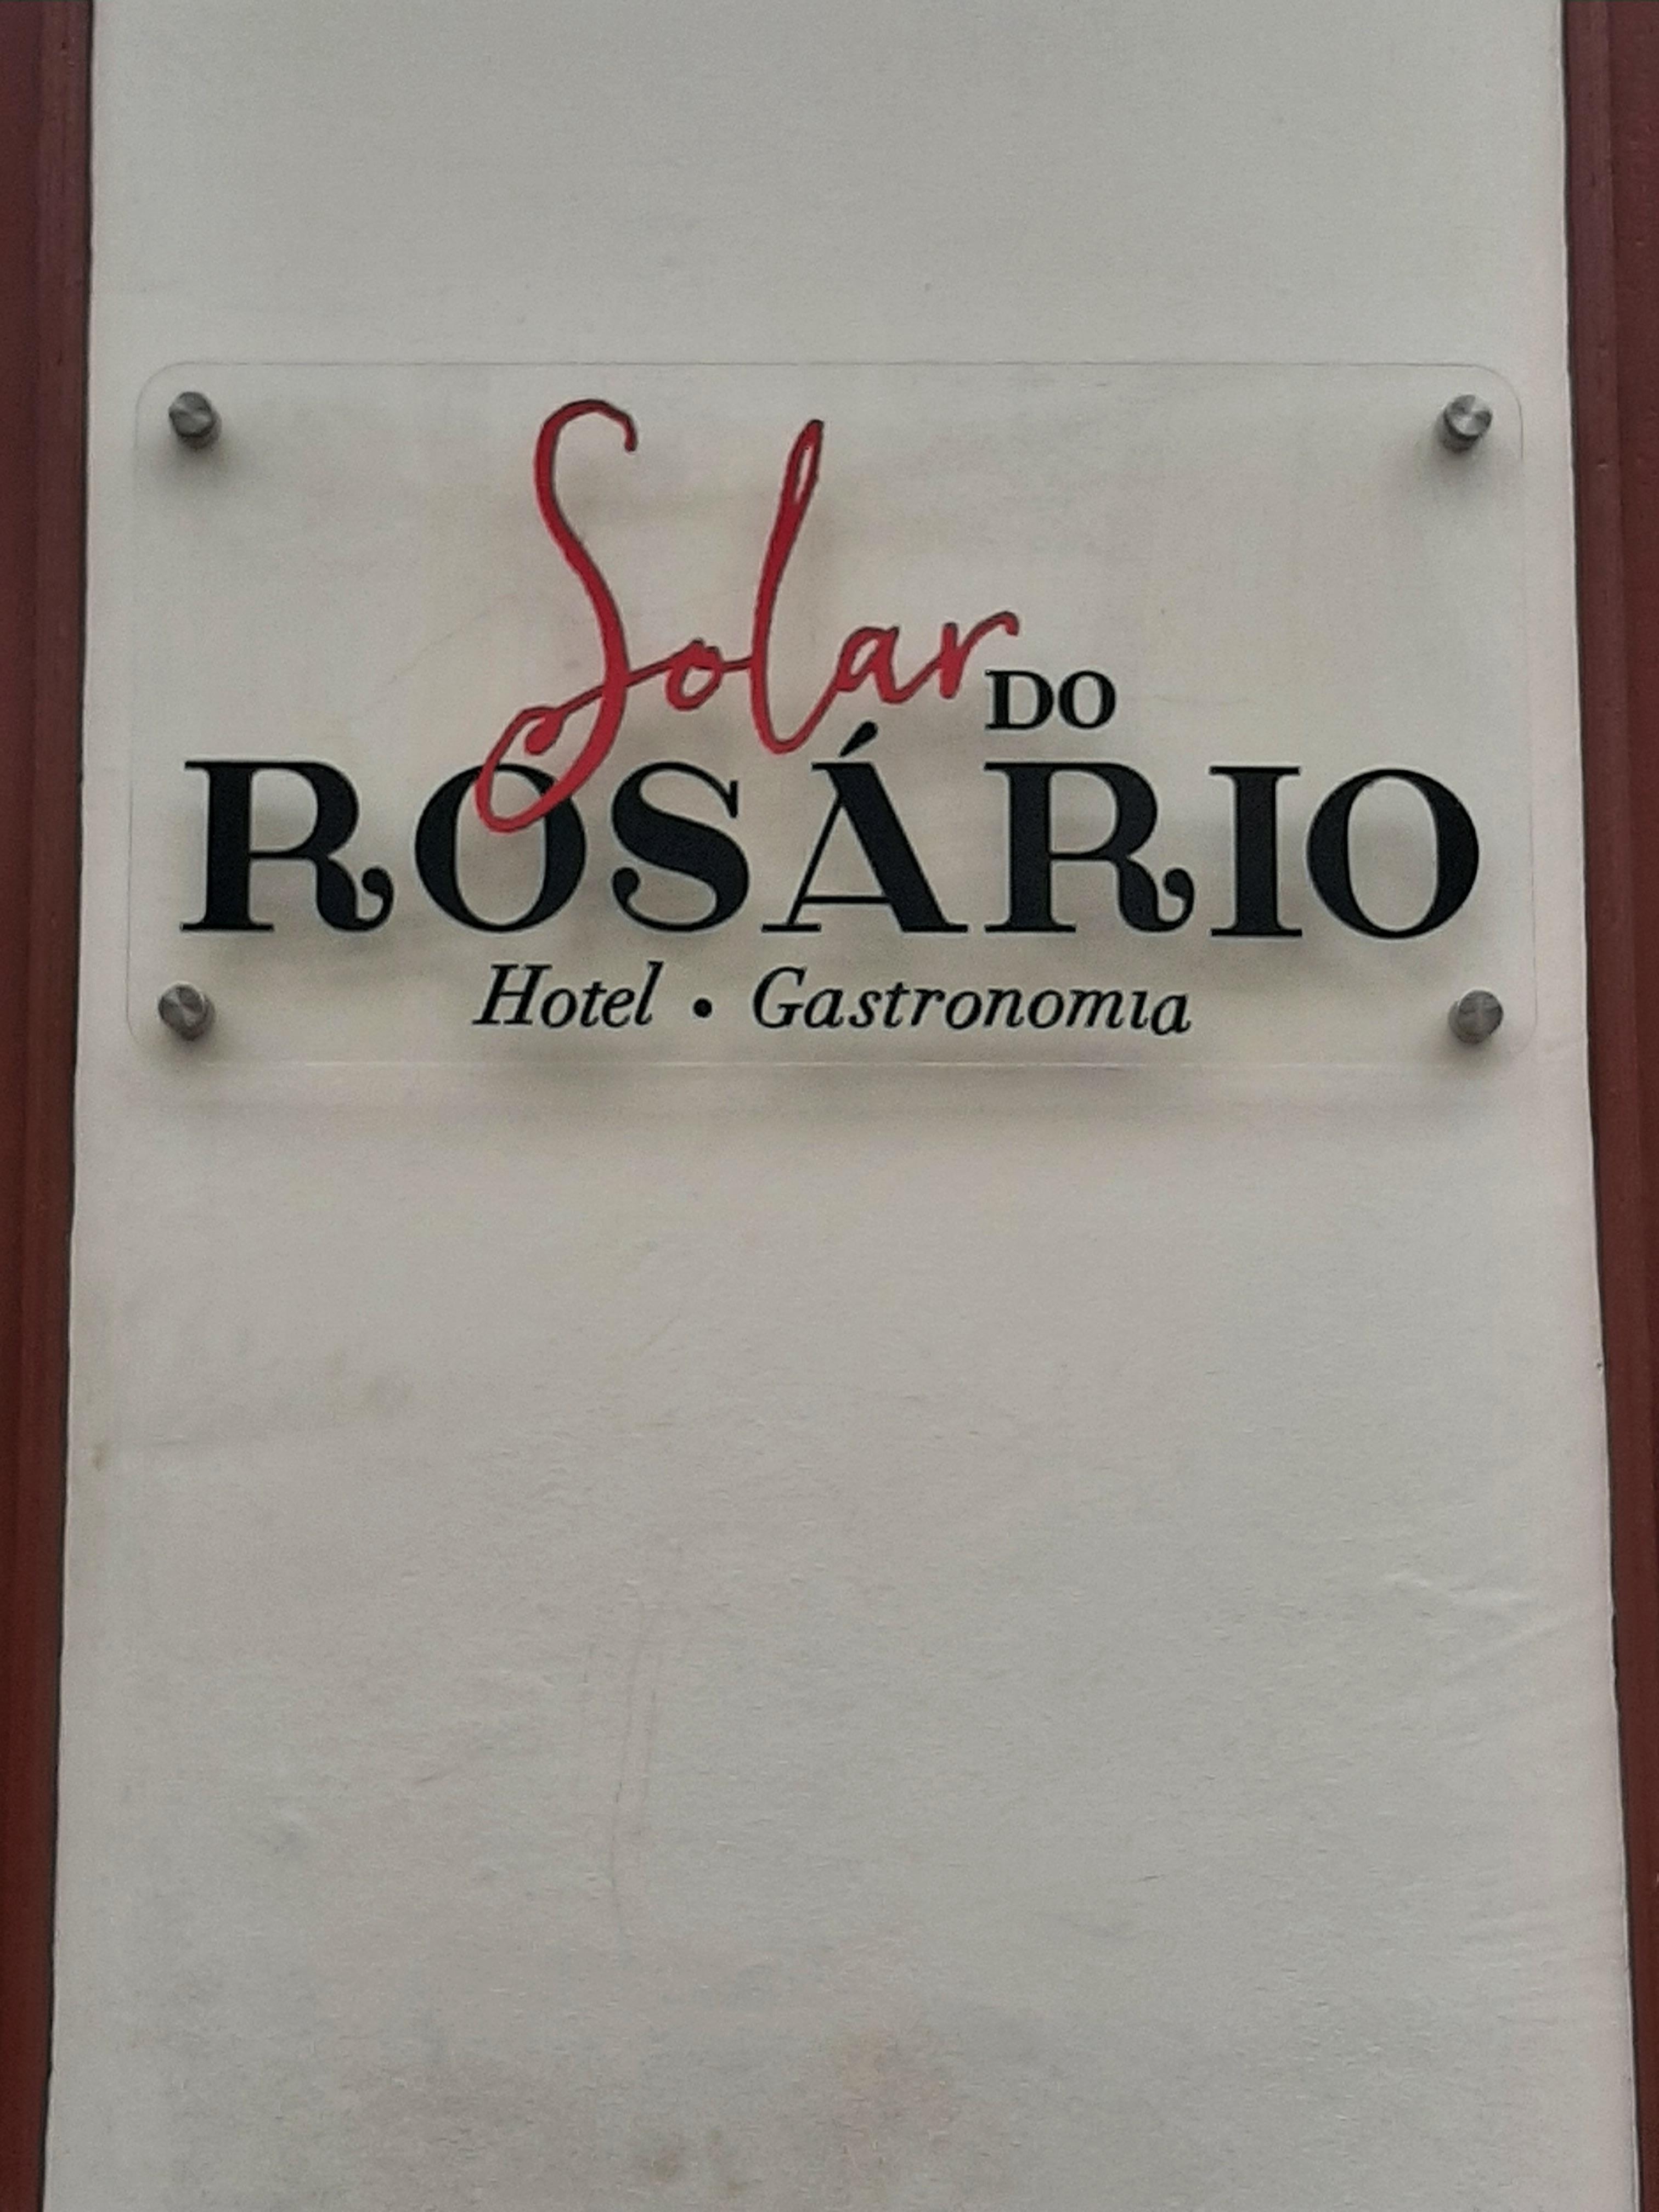 Solar DO
ROSÁRIO
Hotel • Gastronomia